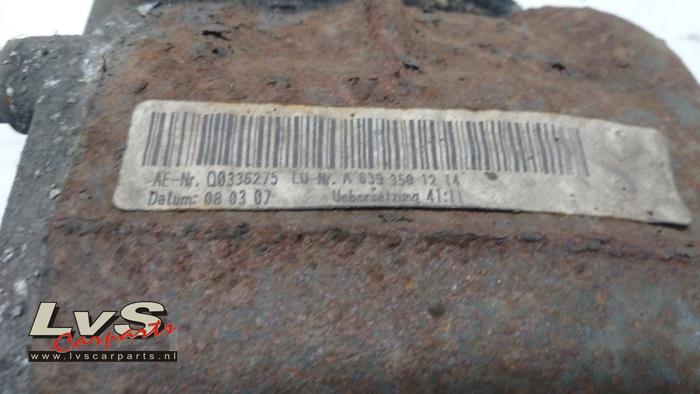 AE-Nr. Q0336275 LU-Nr. A 639 350 12 14
Datum: 08 03 07 Uebersetzung 41:11
LvS
Carparts
www.lvscarparts.nl